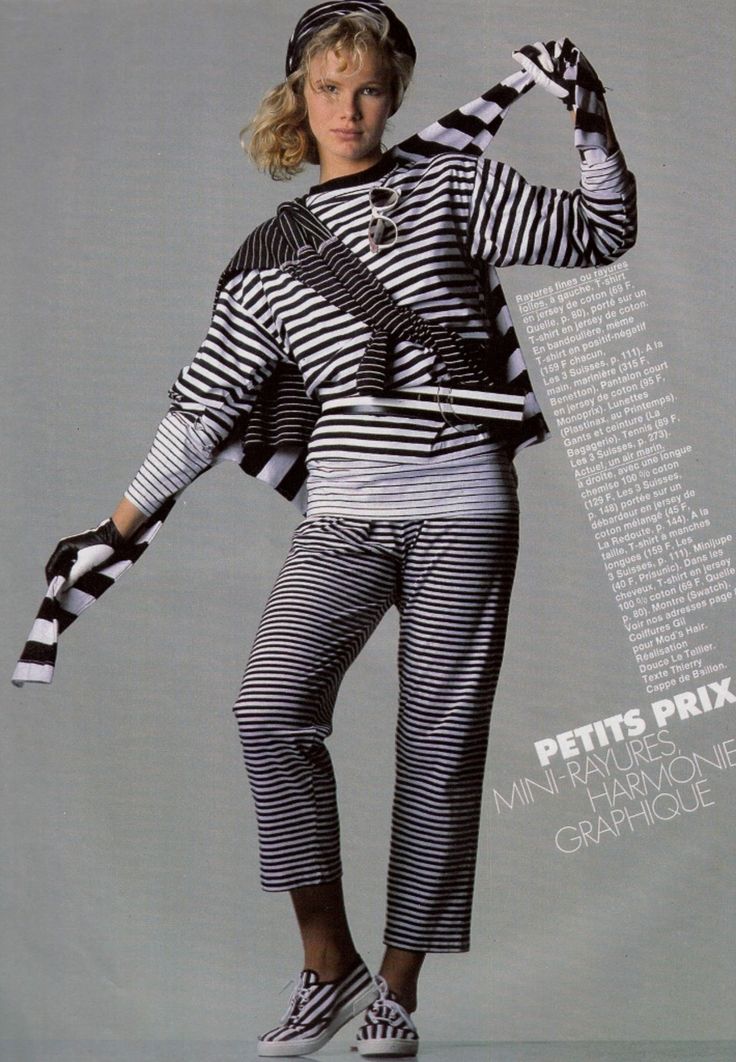 Rayures fines ou rayures
folles, à gauche, T-shirt
en jersey de coton (69 F.
Quelle, p. 80), porté sur un
T-shirt en jersey de coton.
En bandoulière, même
T-shirt en positif-négatif
(159 F chacun,
Les 3 Suisses, p. 111). A la
main, marinière (315 F.
Benetton). Pantalon court
en jersey de coton (95 F.
Monoprix). Lunettes
(Plastinax au Printemps).
Gants et ceinture (La
Bagagerie). Tennis (89 F.
Les 3 Suisses, p. 273).
Actuel, un air marin,
à droite, avec une longue
chemise 100 % coton
(129 F. Les 3 Suisses,
p. 148) portée sur un
débardeur en jersey de
coton mélangé (45 F.
La Redoute, p. 144). A la
taille, T-shirt à manches
longues (159 F. Les
3 Suisses, p. 111). Minijupe
(40 F. Prisunic). Dans les
cheveux, T-shirt en jersey
100 % coton (69 F. Quelle
p. 80). Montre (Swatch).
Voir nos adresses page
Coiffures Gil
pour Mod's Hair.
Réalisation
Douce Le Tellier.
Texte Thierry
Cappe de Baillon.
PETITS PRIX
MINI-RAYURES,
HARMONIE
GRAPHIQUE